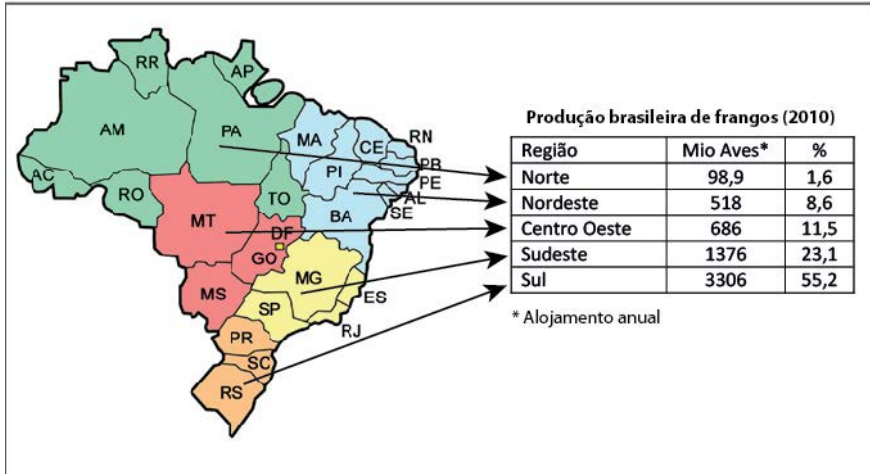 RR
AP
AM
PA
MA
CE
RN
PB
PI
PE
AL
SE
AC
RO
TO
BA
MT
DF
GO
MG
MS
ES
SP
RJ
PR
SC
RS
Produção brasileira de frangos (2010)
Região Mio Aves* %
Norte 98,9 1,6
Nordeste 518 8,6
Centro Oeste 686 11,5
Sudeste 1376 23,1
Sul 3306 55,2
* Alojamento anual